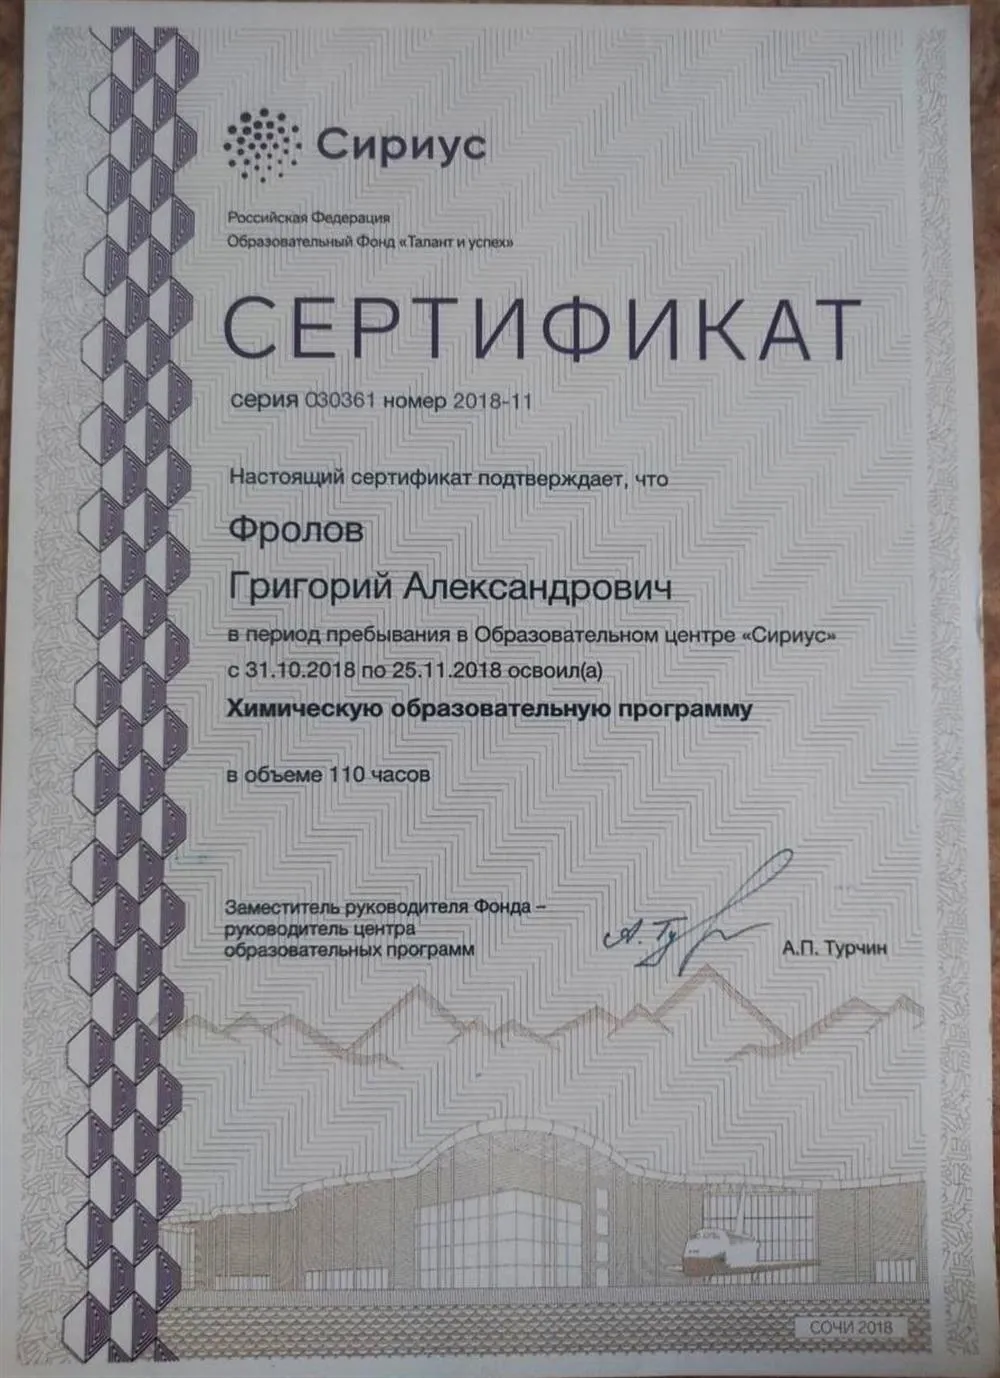 Сириус
Российская Федерация
Образовательный Фонд «Талант и успех»
СЕРТИФИКАТ
серия 030361 номер 2018-11
Настоящий сертификат подтверждает, что
Фролов
Григорий Александрович
в период пребывания в Образовательном центре «Сириус»
с 31.10.2018 по 25.11.2018 освоил(а)
Химическую образовательную программу
в объеме 110 часов
Заместитель руководителя Фонда –
руководитель центра
образовательных программ
А.П. Турчин
СОЧИ 2018